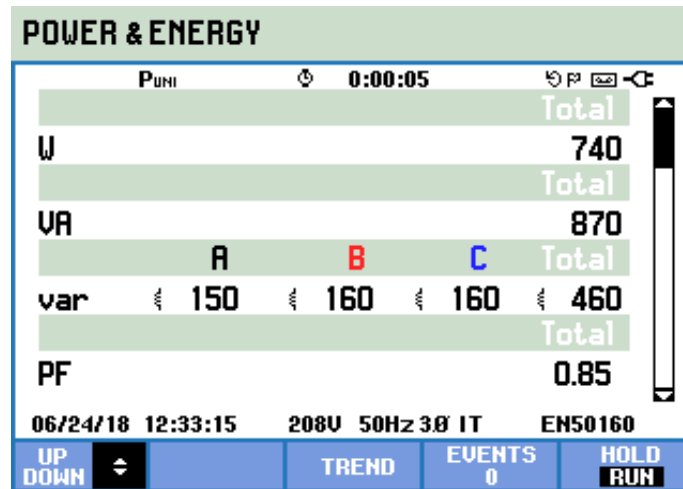 POWER & ENERGY
PUNI 0:00:05
Total
W 740
Total
VA 870
A B C Total
var 150 160 160 460
Total
PF 0.85
06/24/18 12:33:15 208V 50Hz 3Ø IT EN50160
UP DOWN TREND EVENTS 0 HOLD RUN